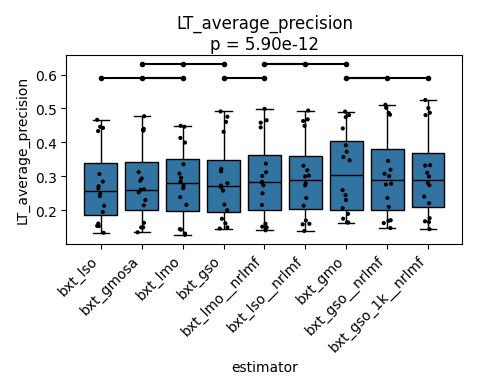 LT_average_precision
p = 5.90e-12
LT_average_precision
0.6
0.5
0.4
0.3
0.2
bxt_lso
bxt_gmosa
bxt_lmo
bxt_gso
bxt_lmo__nrlmf
bxt_lso__nrlmf
bxt_gmo
bxt_gso__nrlmf
bxt_gso_1k__nrlmf
estimator